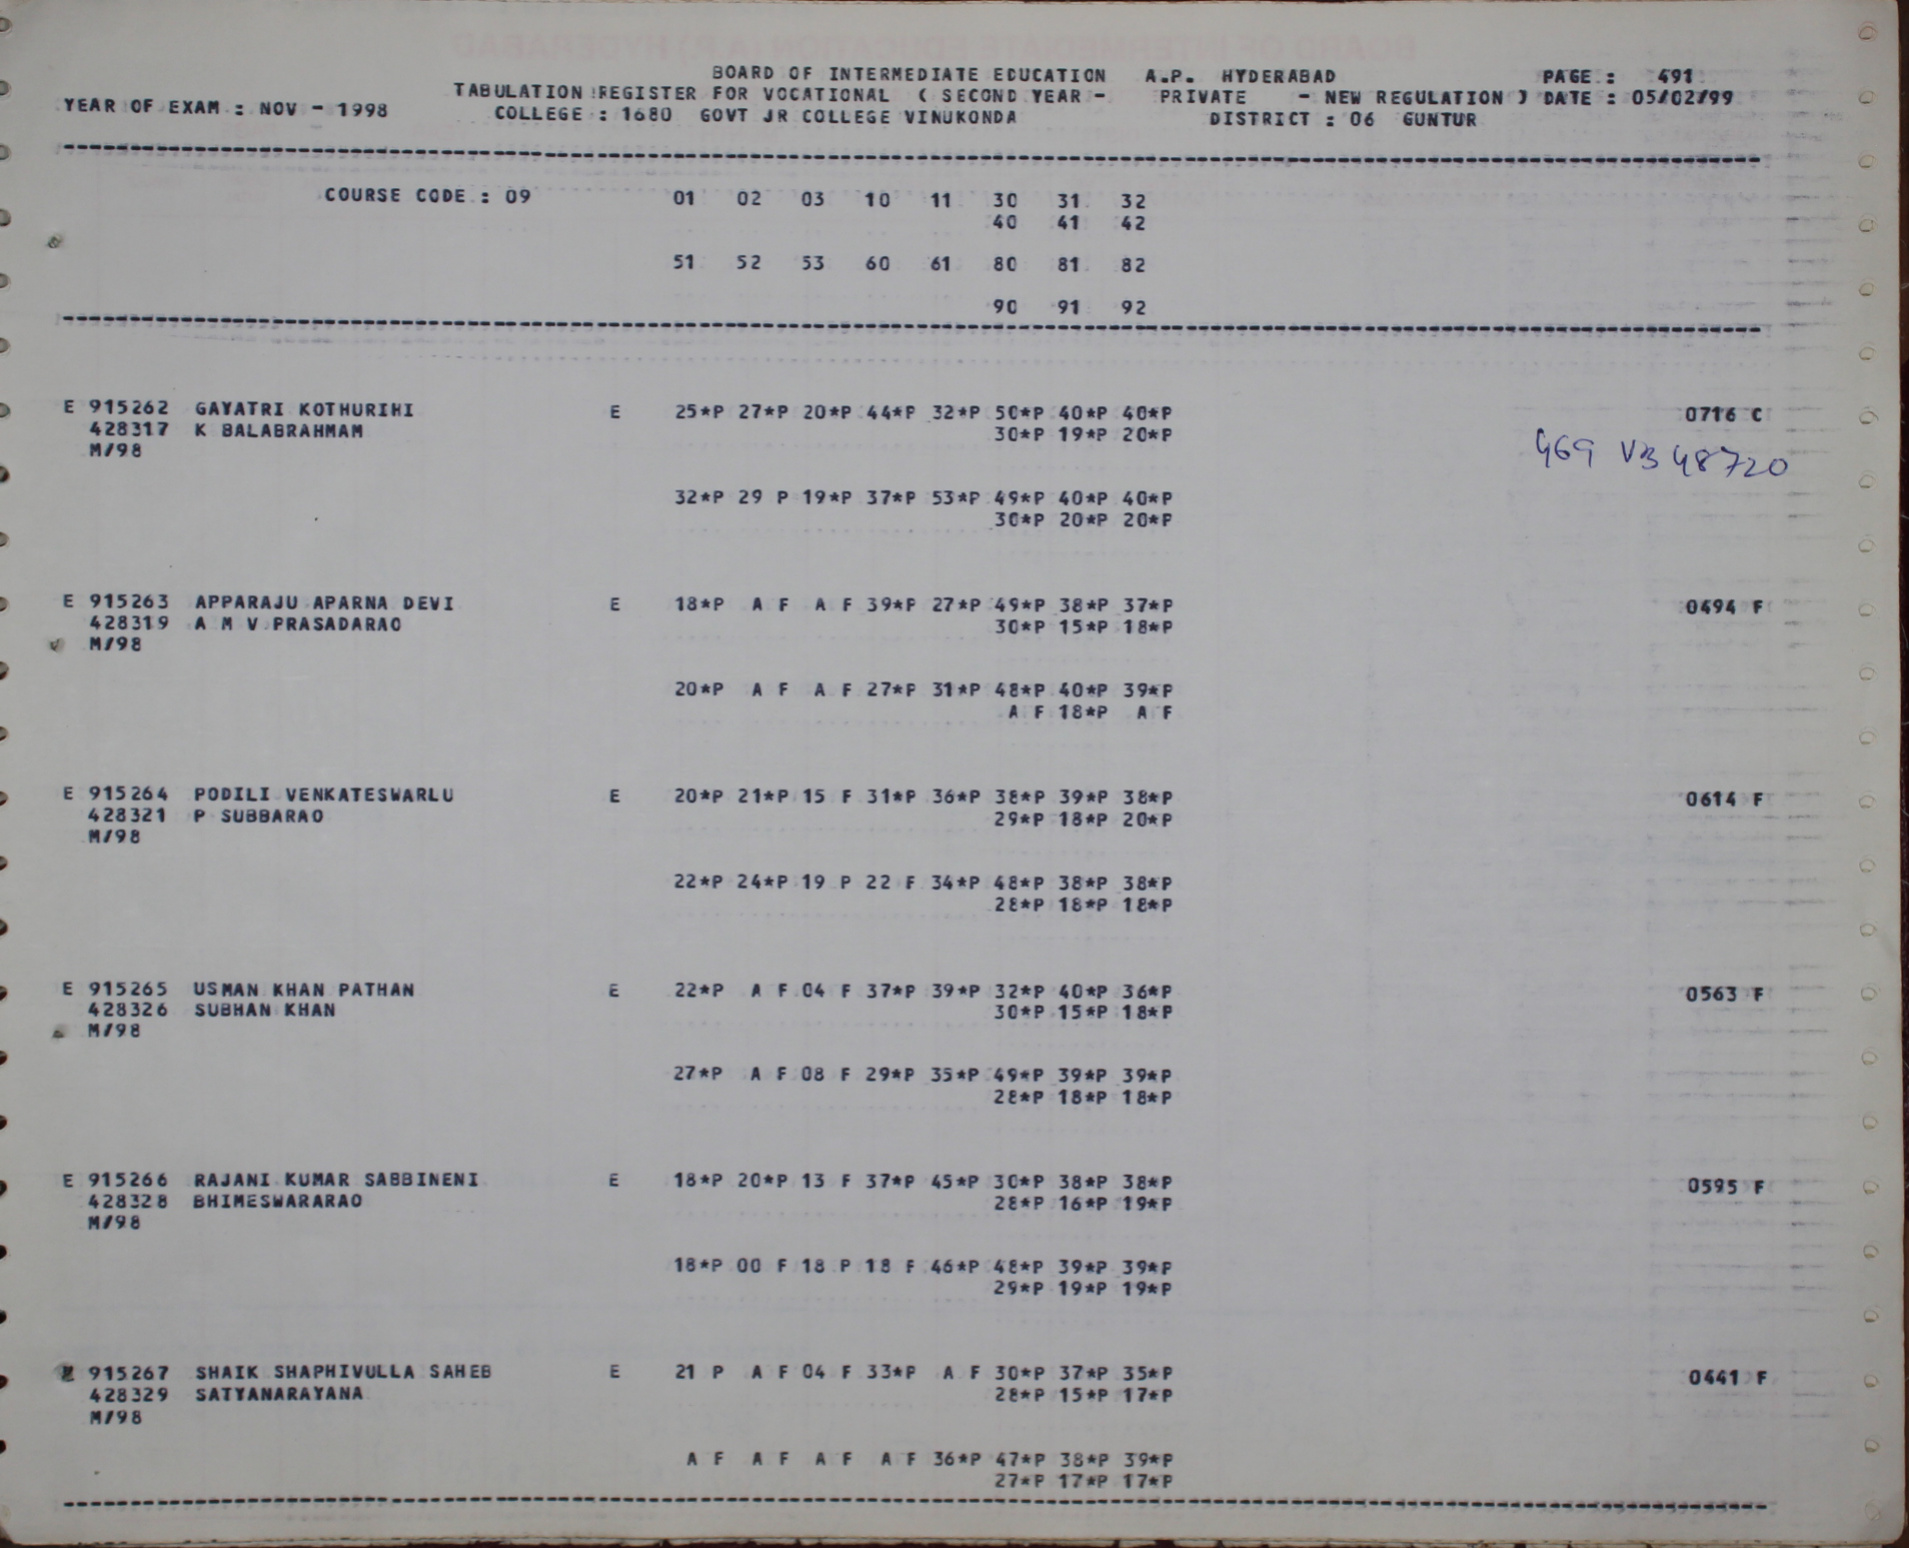 BOARD OF INTERMEDIATE EDUCATION A.P. HYDERABAD PAGE : 491
TABULATION REGISTER FOR VOCATIONAL ( SECOND YEAR - PRIVATE - NEW REGULATION ) DATE : 05/02/99
YEAR OF EXAM : NOV - 1998 COLLEGE : 1680 GOVT JR COLLEGE VINUKONDA DISTRICT : 06 GUNTUR
COURSE CODE : 09 01 02 03 10 11 30 31 32
40 41 42
51 52 53 60 61 80 81 82
90 91 92
E 915262 GAYATRI KOTHURIHI E 25*P 27*P 20*P 44*P 32*P 50*P 40*P 40*P 0716 C
428317 K BALABRAHMAM 30*P 19*P 20*P
M/98 469 VB 48720
32*P 29 P 19*P 37*P 53*P 49*P 40*P 40*P
30*P 20*P 20*P
E 915263 APPARAJU APARNA DEVI E 18*P A F A F 39*P 27*P 49*P 38*P 37*P 0494 F
428319 A M V PRASADARAO 30*P 15*P 18*P
M/98
20*P A F A F 27*P 31*P 48*P 40*P 39*P
A F 18*P A F
E 915264 PODILI VENKATESWARLU E 20*P 21*P 15 F 31*P 36*P 38*P 39*P 38*P 0614 F
428321 P SUBBARAO 29*P 18*P 20*P
M/98
22*P 24*P 19 P 22 F 34*P 48*P 38*P 38*P
28*P 18*P 18*P
E 915265 USMAN KHAN PATHAN E 22*P A F 04 F 37*P 39*P 32*P 40*P 36*P 0563 F
428326 SUBHAN KHAN 30*P 15*P 18*P
M/98
27*P A F 08 F 29*P 35*P 49*P 39*P 39*P
28*P 18*P 18*P
E 915266 RAJANI KUMAR SABBINENI E 18*P 20*P 13 F 37*P 45*P 30*P 38*P 38*P 0595 F
428328 BHIMESWARARAO 28*P 16*P 19*P
M/98
18*P 00 F 18 P 18 F 46*P 48*P 39*P 39*P
29*P 19*P 19*P
915267 SHAIK SHAPHIVULLA SAHEB E 21 P A F 04 F 33*P A F 30*P 37*P 35*P 0441 F
428329 SATYANARAYANA 28*P 15*P 17*P
M/98
A F A F A F A F 36*P 47*P 38*P 39*P
27*P 17*P 17*P